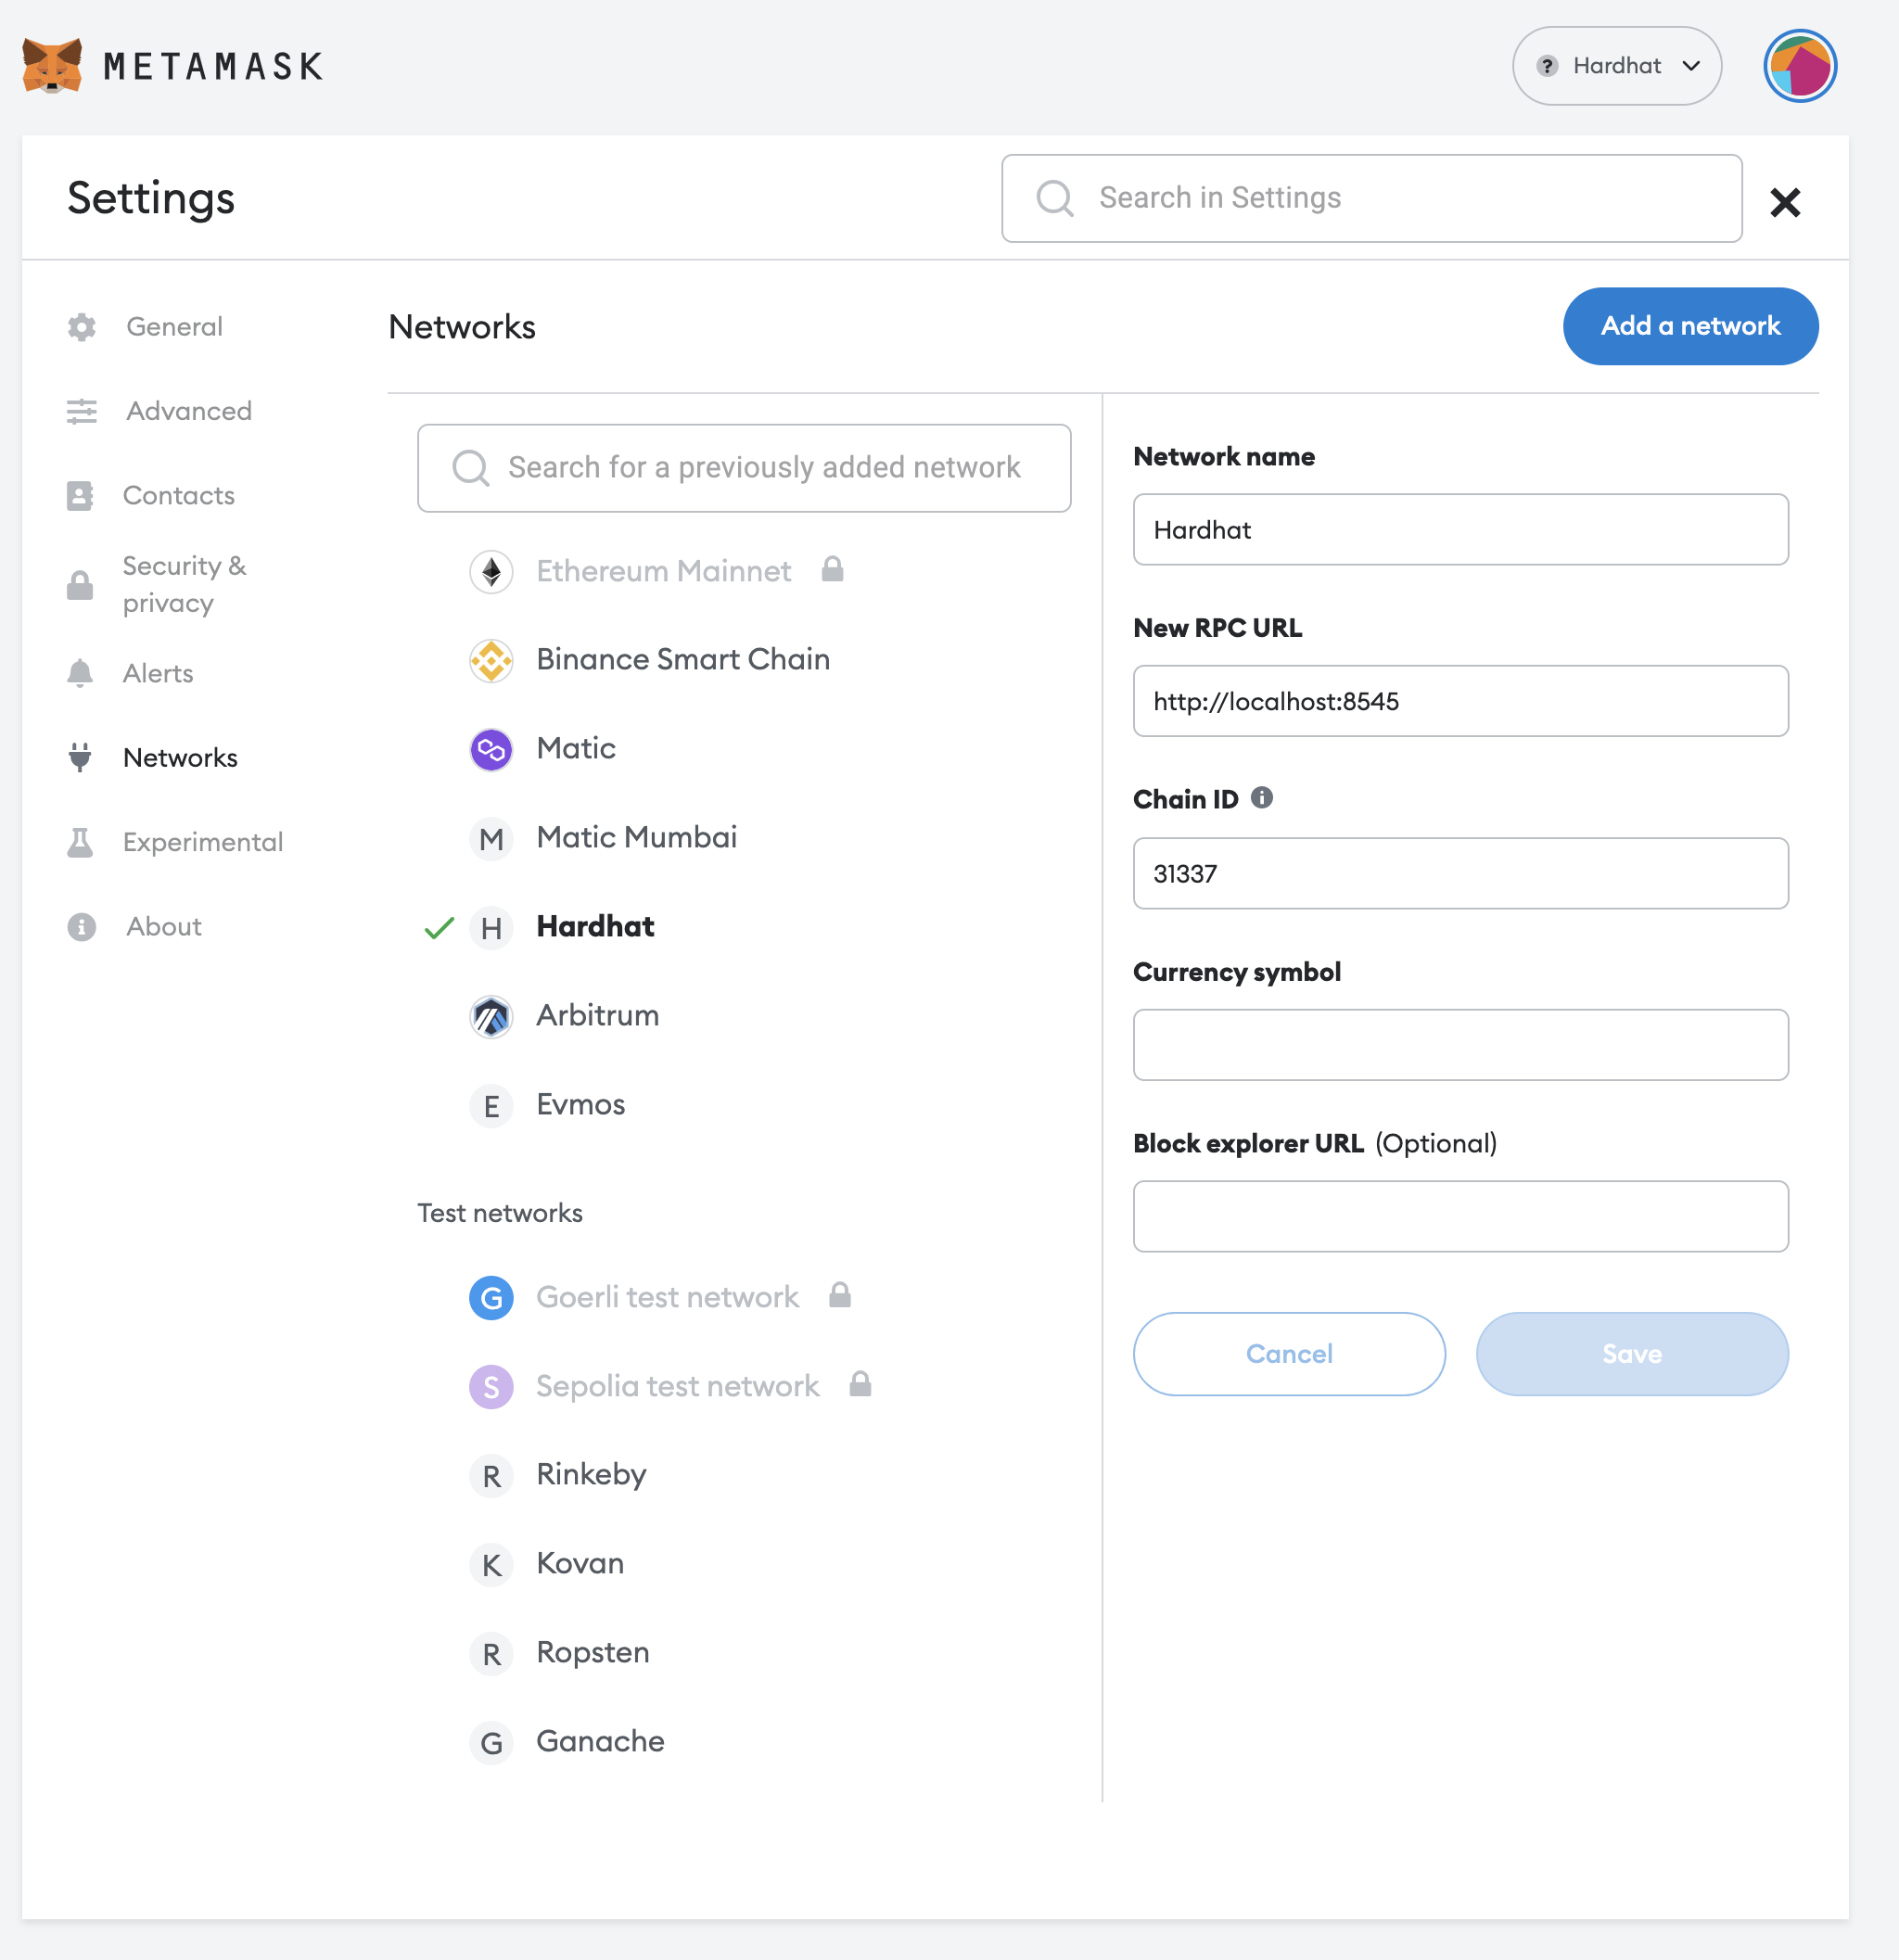 METAMASK
? Hardhat
Settings
Search in Settings
General
Advanced
Contacts
Security &
privacy
Alerts
Networks
Experimental
About
Networks
Add a network
Search for a previously added network
Ethereum Mainnet
Binance Smart Chain
Matic
M Matic Mumbai
H Hardhat
Arbitrum
E Evmos
Test networks
G Goerli test network
S Sepolia test network
R Rinkeby
K Kovan
R Ropsten
G Ganache
Network name
Hardhat
New RPC URL
http://localhost:8545
Chain ID
31337
Currency symbol
Block explorer URL (Optional)
Cancel
Save